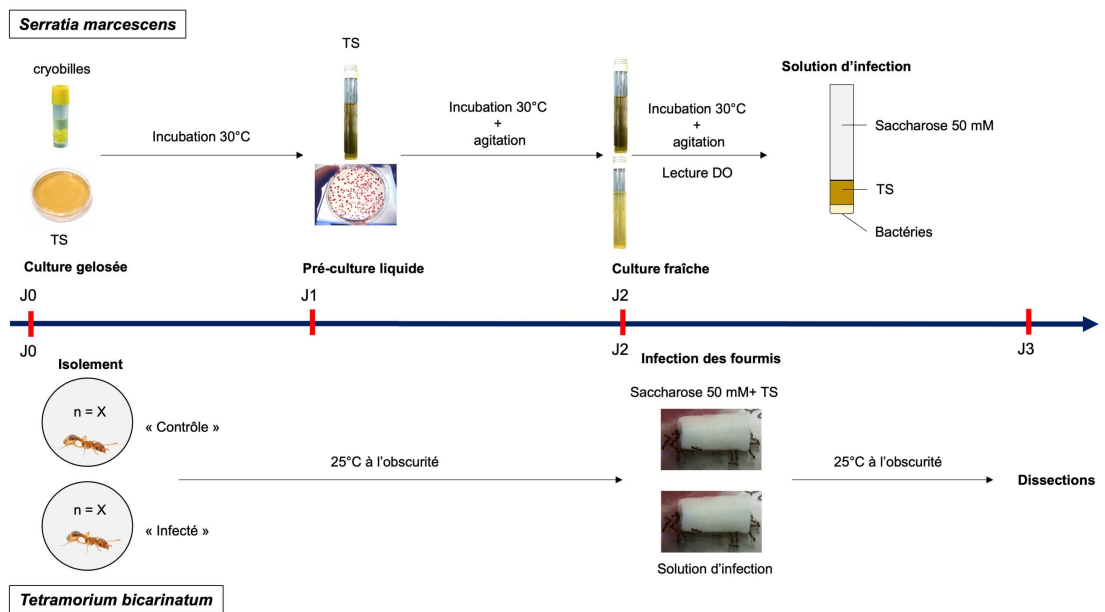 Serratia marcescens
cryobilles
TS
Incubation 30°C
TS
Incubation 30°C
+
agitation
Incubation 30°C
+
agitation
Lecture DO
Solution d’infection
Saccharose 50 mM
TS
Bactéries
Culture gelosée
Pré-culture liquide
Culture fraîche
J0
J1
J2
J0
J2
J3
Isolement
Infection des fourmis
n = X
« Contrôle »
Saccharose 50 mM+ TS
25°C à l’obscurité
25°C à l’obscurité
Dissections
n = X
« Infecté »
Solution d’infection
Tetramorium bicarinatum